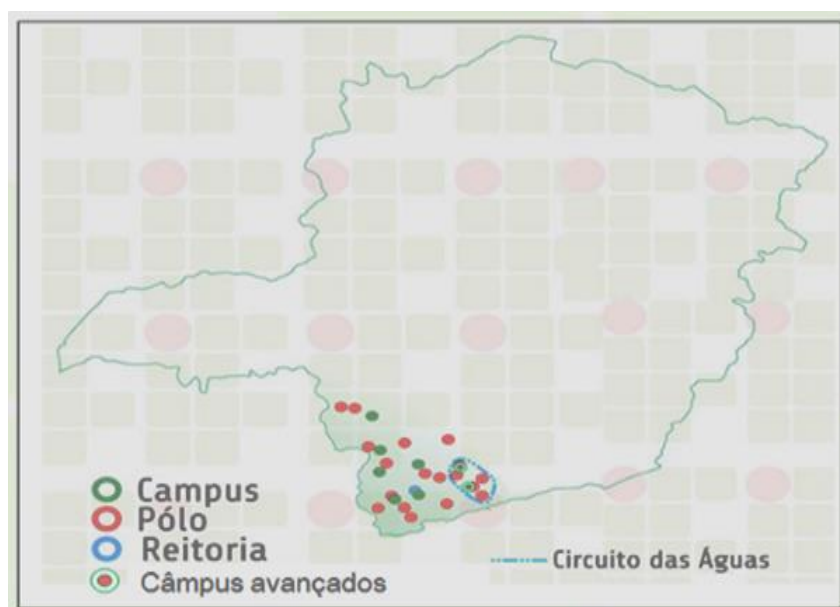 Campus
Pólo
Reitoria
Câmpus avançados
Circuito das Águas